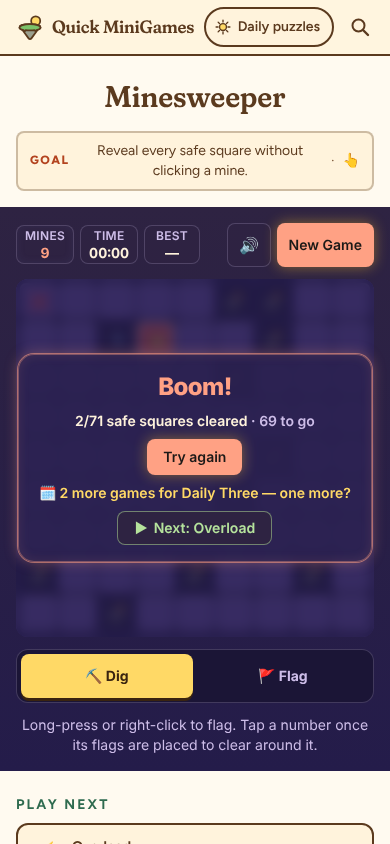 Quick MiniGames
Daily puzzles
Minesweeper
GOAL
Reveal every safe square without
clicking a mine.
MINES
9
TIME
00:00
BEST
—
New Game
Boom!
2/71 safe squares cleared · 69 to go
Try again
2 more games for Daily Three — one more?
▶ Next: Overload
Dig
Flag
Long-press or right-click to flag. Tap a number once
its flags are placed to clear around it.
PLAY NEXT